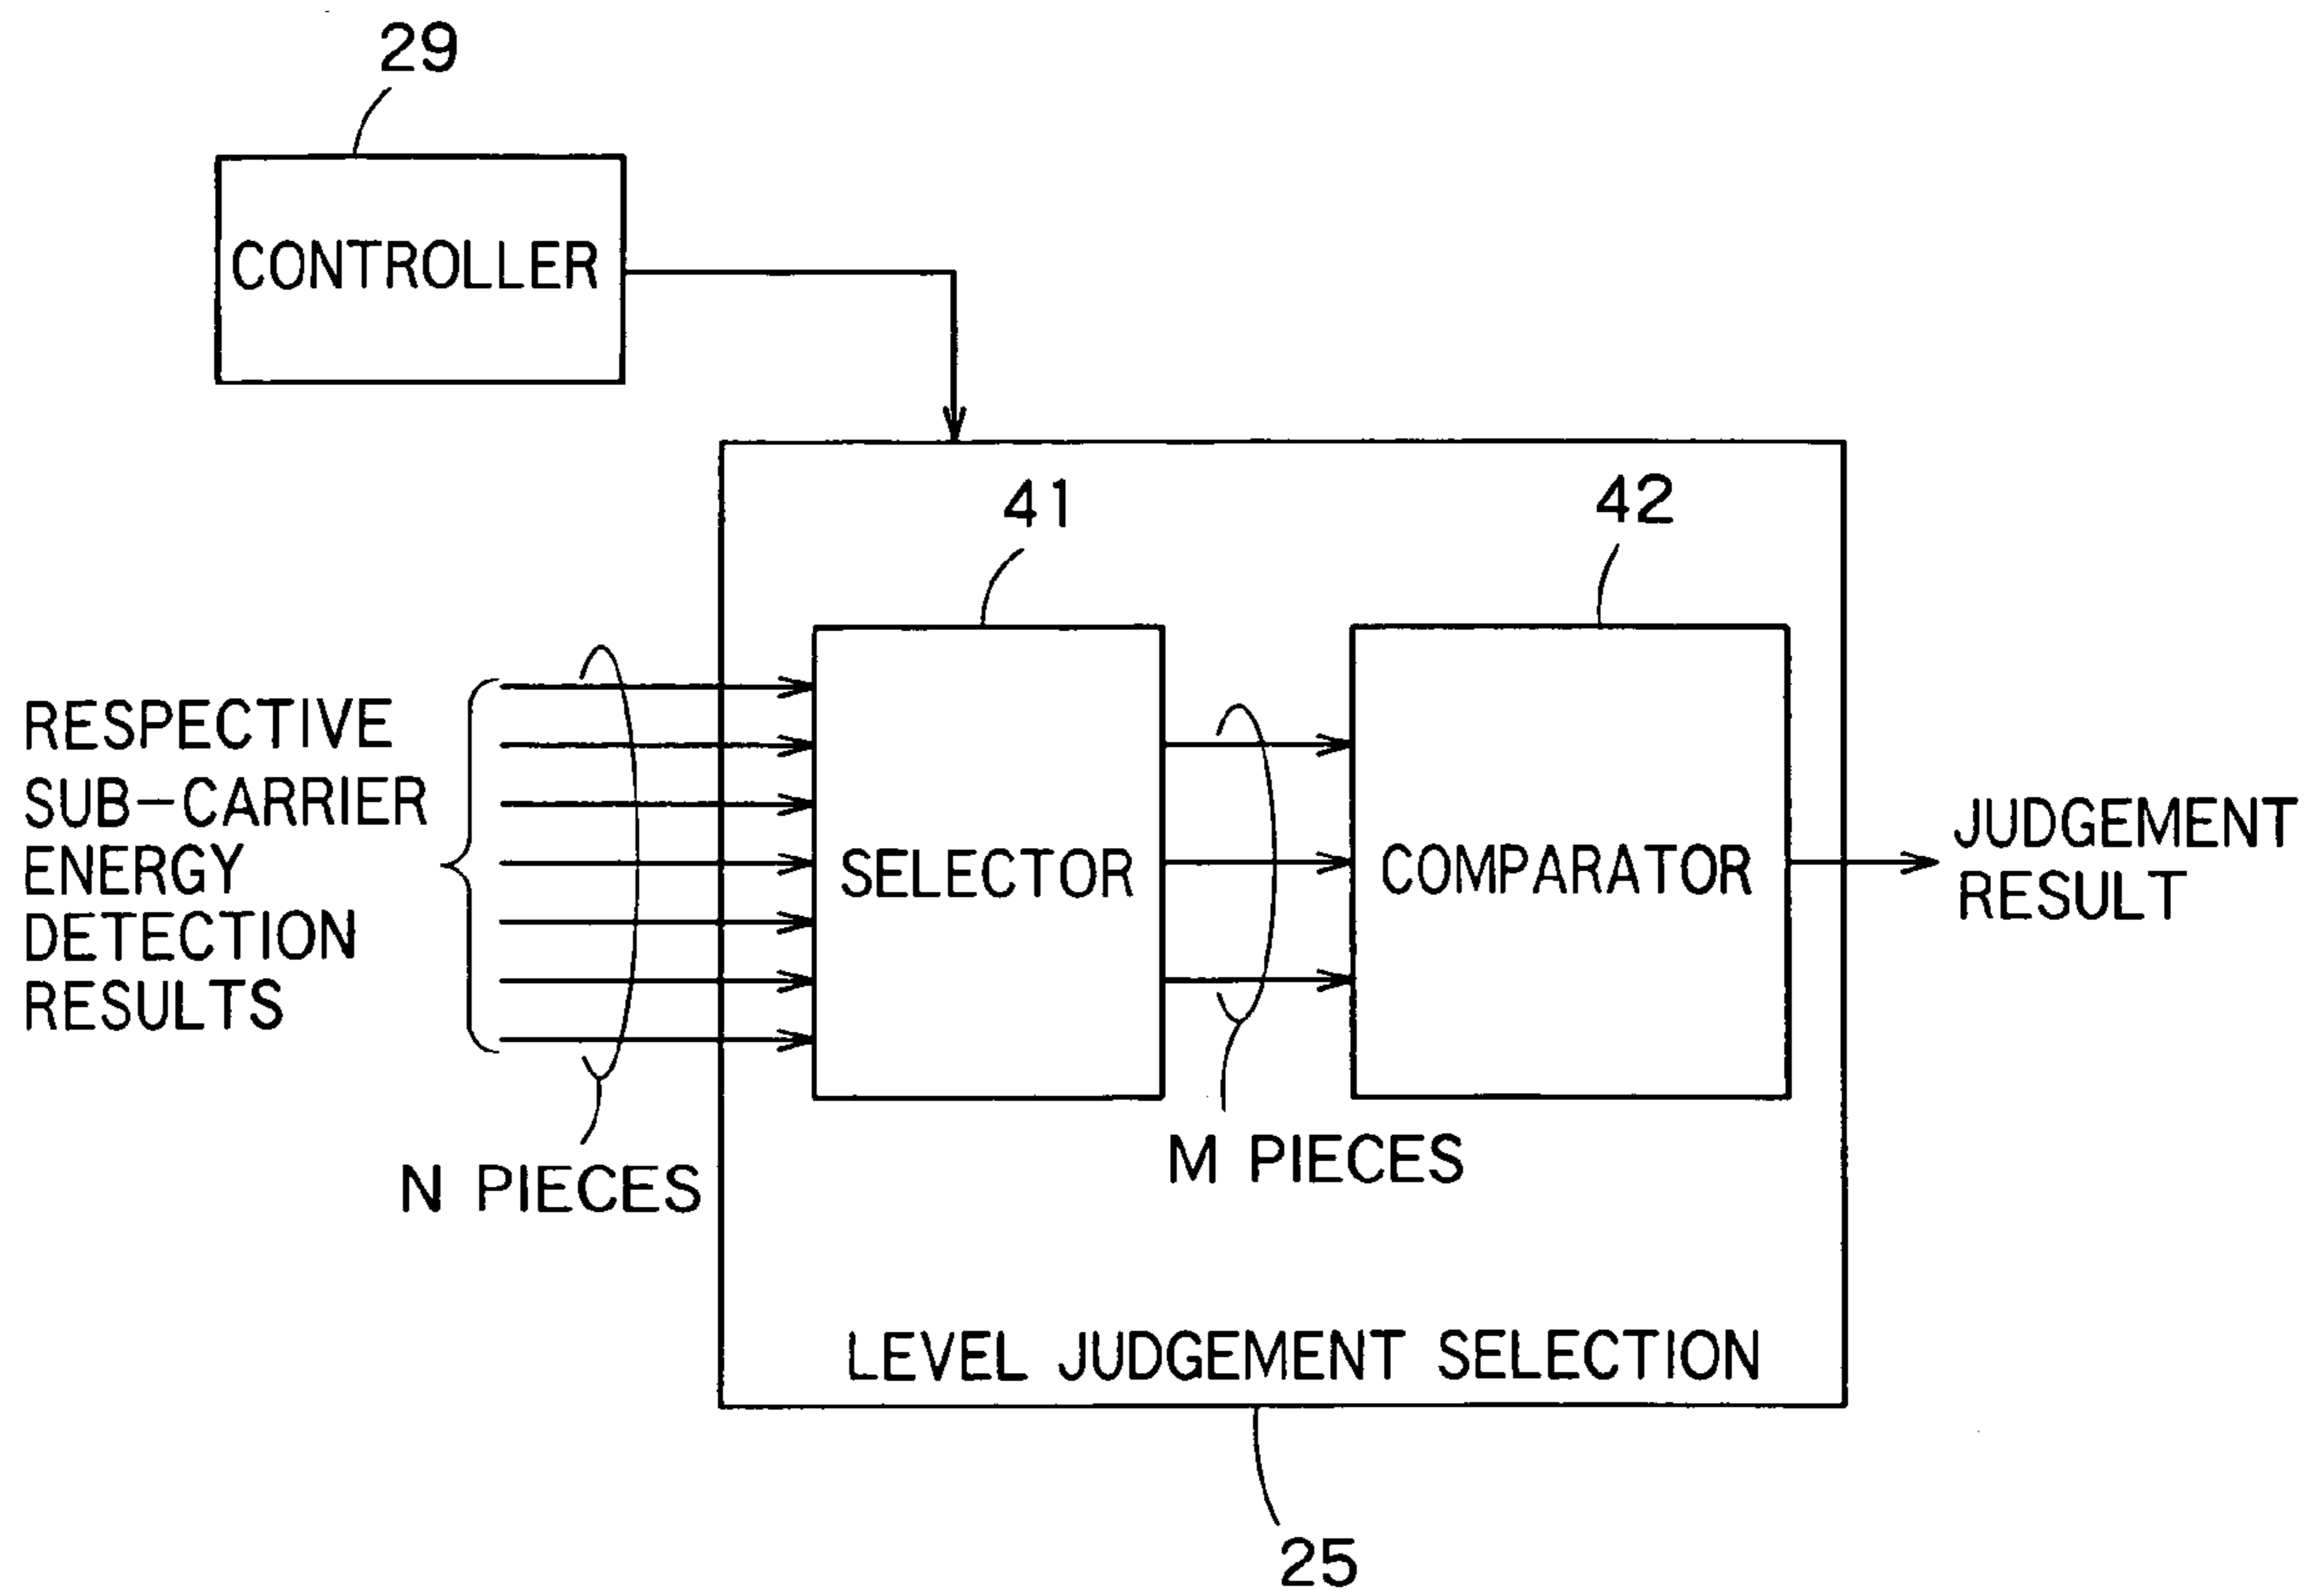 29
CONTROLLER
41
42
RESPECTIVE
SUB-CARRIER
ENERGY
DETECTION
RESULTS
SELECTOR
COMPARATOR
JUDGEMENT
RESULT
N PIECES
M PIECES
LEVEL JUDGEMENT SELECTION
25